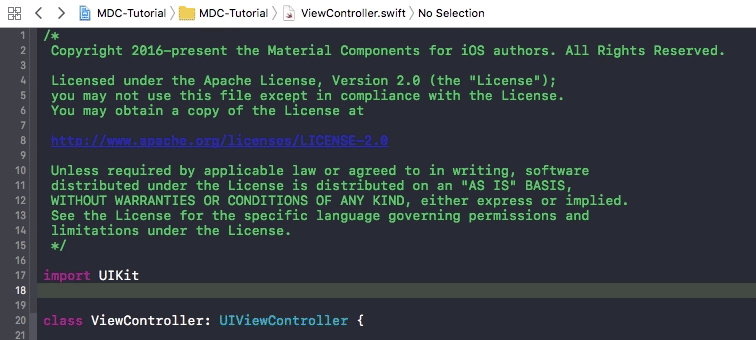 MDC-Tutorial › MDC-Tutorial › ViewController.swift › No Selection
1 /*
2 Copyright 2016-present the Material Components for iOS authors. All Rights Reserved.
3
4 Licensed under the Apache License, Version 2.0 (the "License");
5 you may not use this file except in compliance with the License.
6 You may obtain a copy of the License at
7
8 http://www.apache.org/licenses/LICENSE-2.0
9
10 Unless required by applicable law or agreed to in writing, software
11 distributed under the License is distributed on an "AS IS" BASIS,
12 WITHOUT WARRANTIES OR CONDITIONS OF ANY KIND, either express or implied.
13 See the License for the specific language governing permissions and
14 limitations under the License.
15 */
16
17 import UIKit
18
19
20 class ViewController: UIViewController {
21